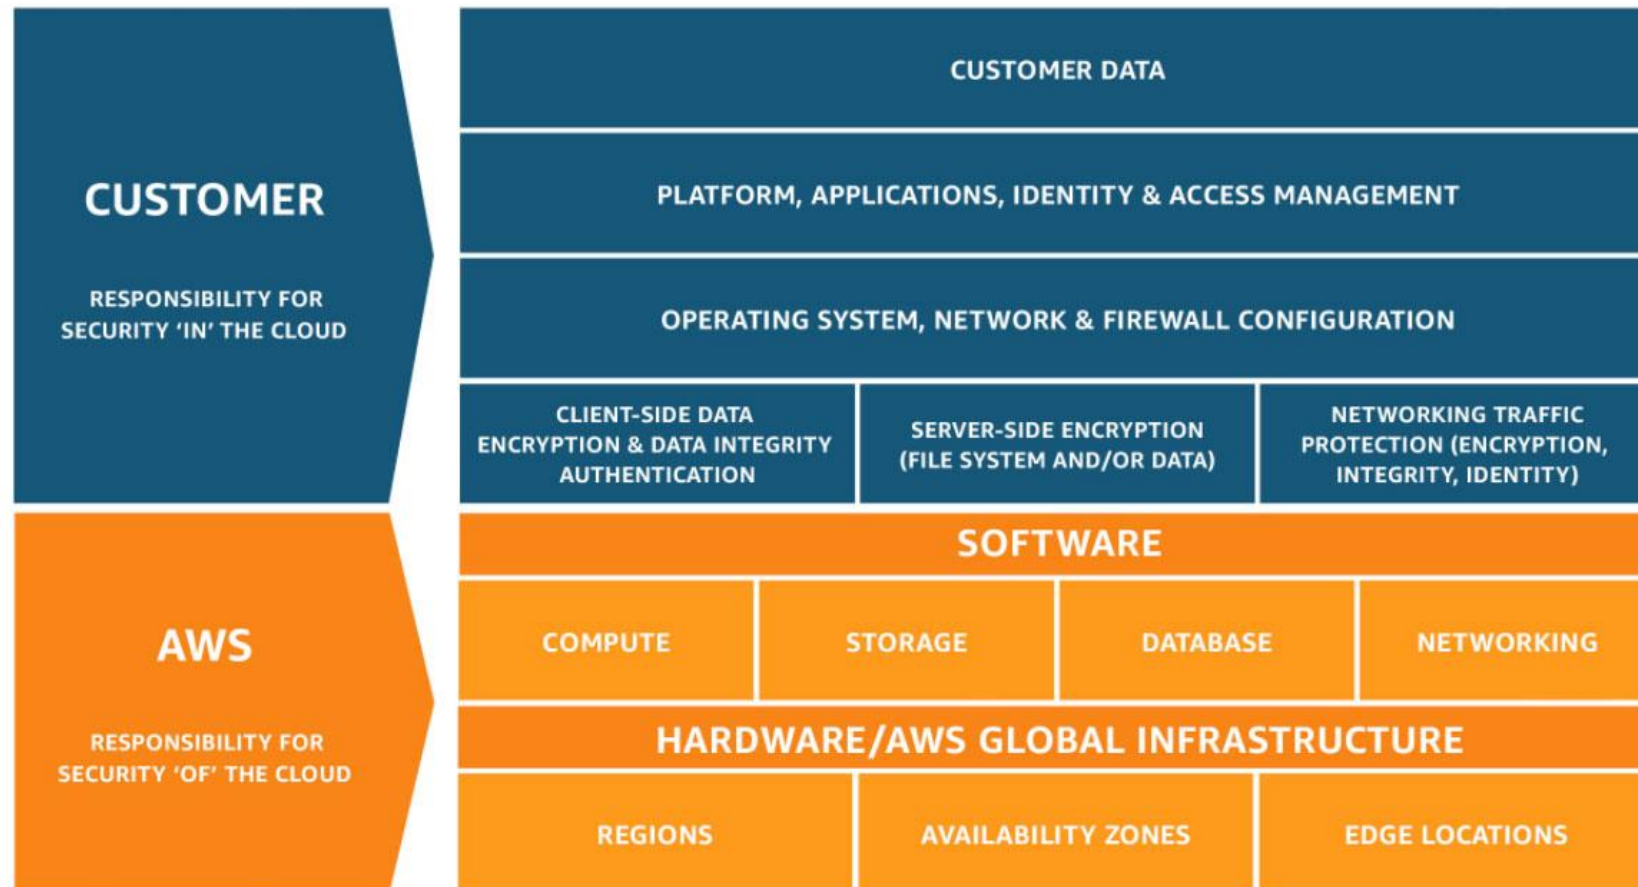 CUSTOMER
RESPONSIBILITY FOR
SECURITY ‘IN’ THE CLOUD
CUSTOMER DATA
PLATFORM, APPLICATIONS, IDENTITY & ACCESS MANAGEMENT
OPERATING SYSTEM, NETWORK & FIREWALL CONFIGURATION
CLIENT-SIDE DATA
ENCRYPTION & DATA INTEGRITY
AUTHENTICATION
SERVER-SIDE ENCRYPTION
(FILE SYSTEM AND/OR DATA)
NETWORKING TRAFFIC
PROTECTION (ENCRYPTION,
INTEGRITY, IDENTITY)
AWS
RESPONSIBILITY FOR
SECURITY ‘OF’ THE CLOUD
SOFTWARE
COMPUTE
STORAGE
DATABASE
NETWORKING
HARDWARE/AWS GLOBAL INFRASTRUCTURE
REGIONS
AVAILABILITY ZONES
EDGE LOCATIONS